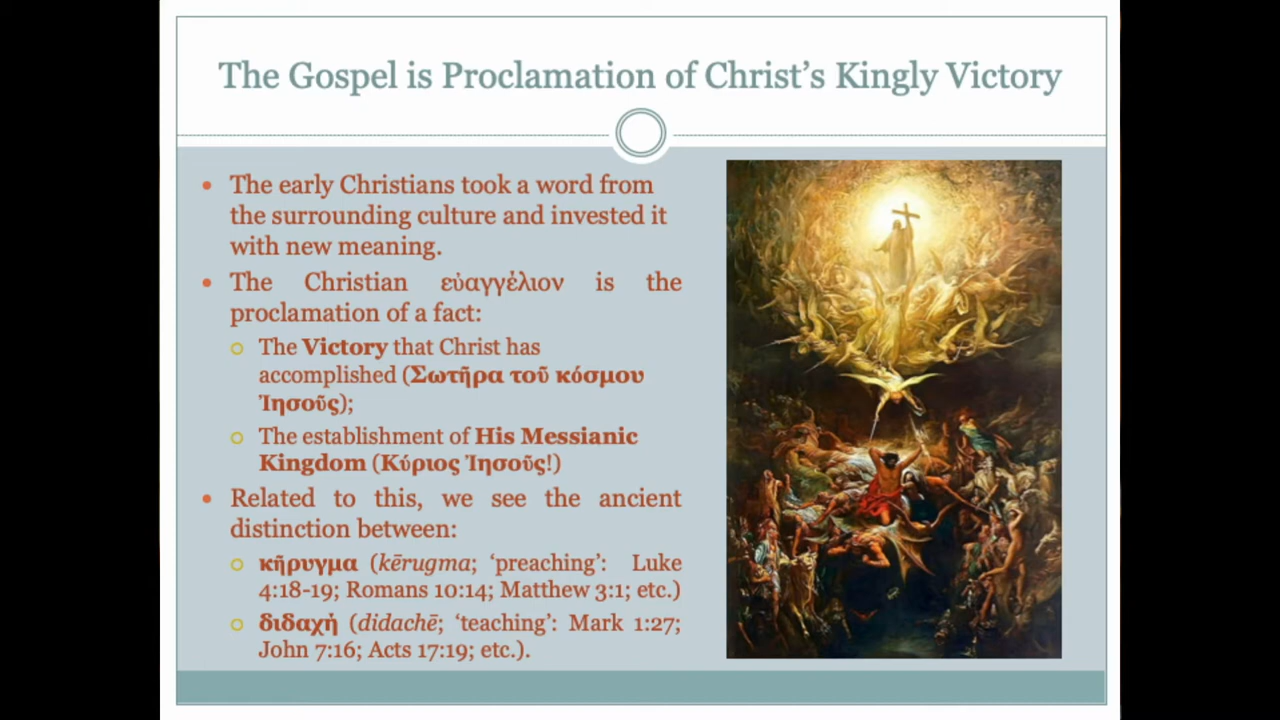 The Gospel is Proclamation of Christ’s Kingly Victory
The early Christians took a word from
the surrounding culture and invested it
with new meaning.
The Christian εὐαγγέλιον is the
proclamation of a fact:
The Victory that Christ has
accomplished (Σωτῆρα τοῦ κόσμου
Ἰησοῦς);
The establishment of His Messianic
Kingdom (Κύριος Ἰησοῦς!)
Related to this, we see the ancient
distinction between:
κῆρυγμα (kērugma; ‘preaching’: Luke
4:18-19; Romans 10:14; Matthew 3:1; etc.)
διδαχὴ (didachē; ‘teaching’: Mark 1:27;
John 7:16; Acts 17:19; etc.).